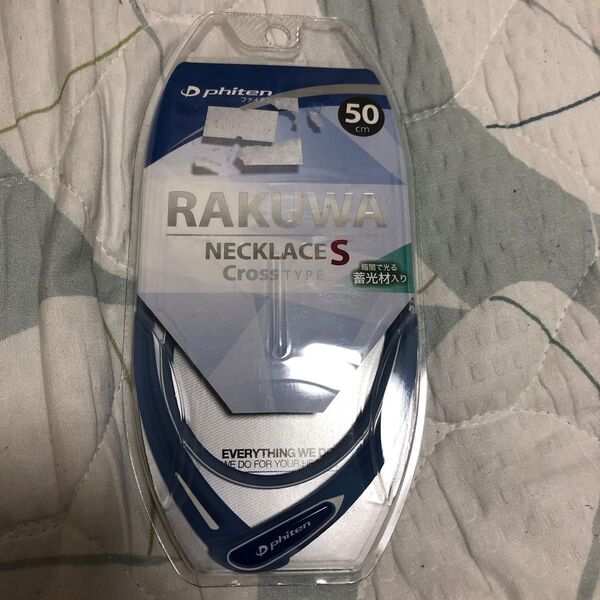 phiten
ファイテン
50
cm
RAKUWA
NECKLACE S
Cross TYPE
暗闇で光る
蓄光材入り
EVERYTHING WE DO
WE DO FOR YOUR
phiten